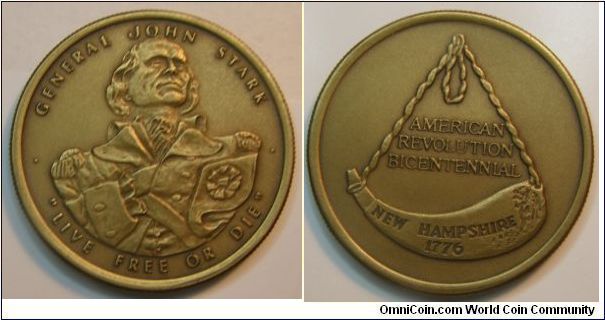 GENERAL JOHN STARK
"LIVE FREE OR DIE"
AMERICAN
REVOLUTION
BICENTENNIAL
NEW HAMPSHIRE
1776
OmniCoin.com World Coin Community